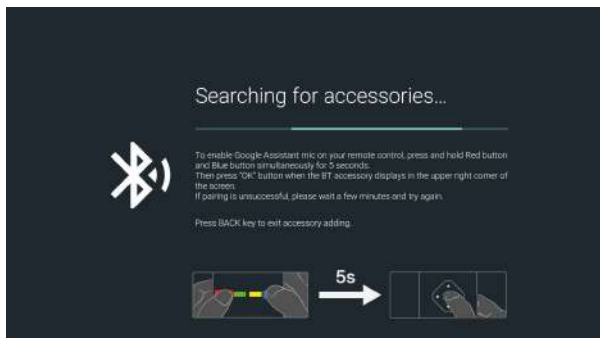 Searching for accessories...
To enable Google Assistant mic on your remote control, press and hold Red button
and Blue button simultaneously for 5 seconds.
Then press "OK" button when the BT accessory displays in the upper right corner of
the screen.
If pairing is unsuccessful, please wait a few minutes and try again.
Press BACK key to exit accessory adding.
5s